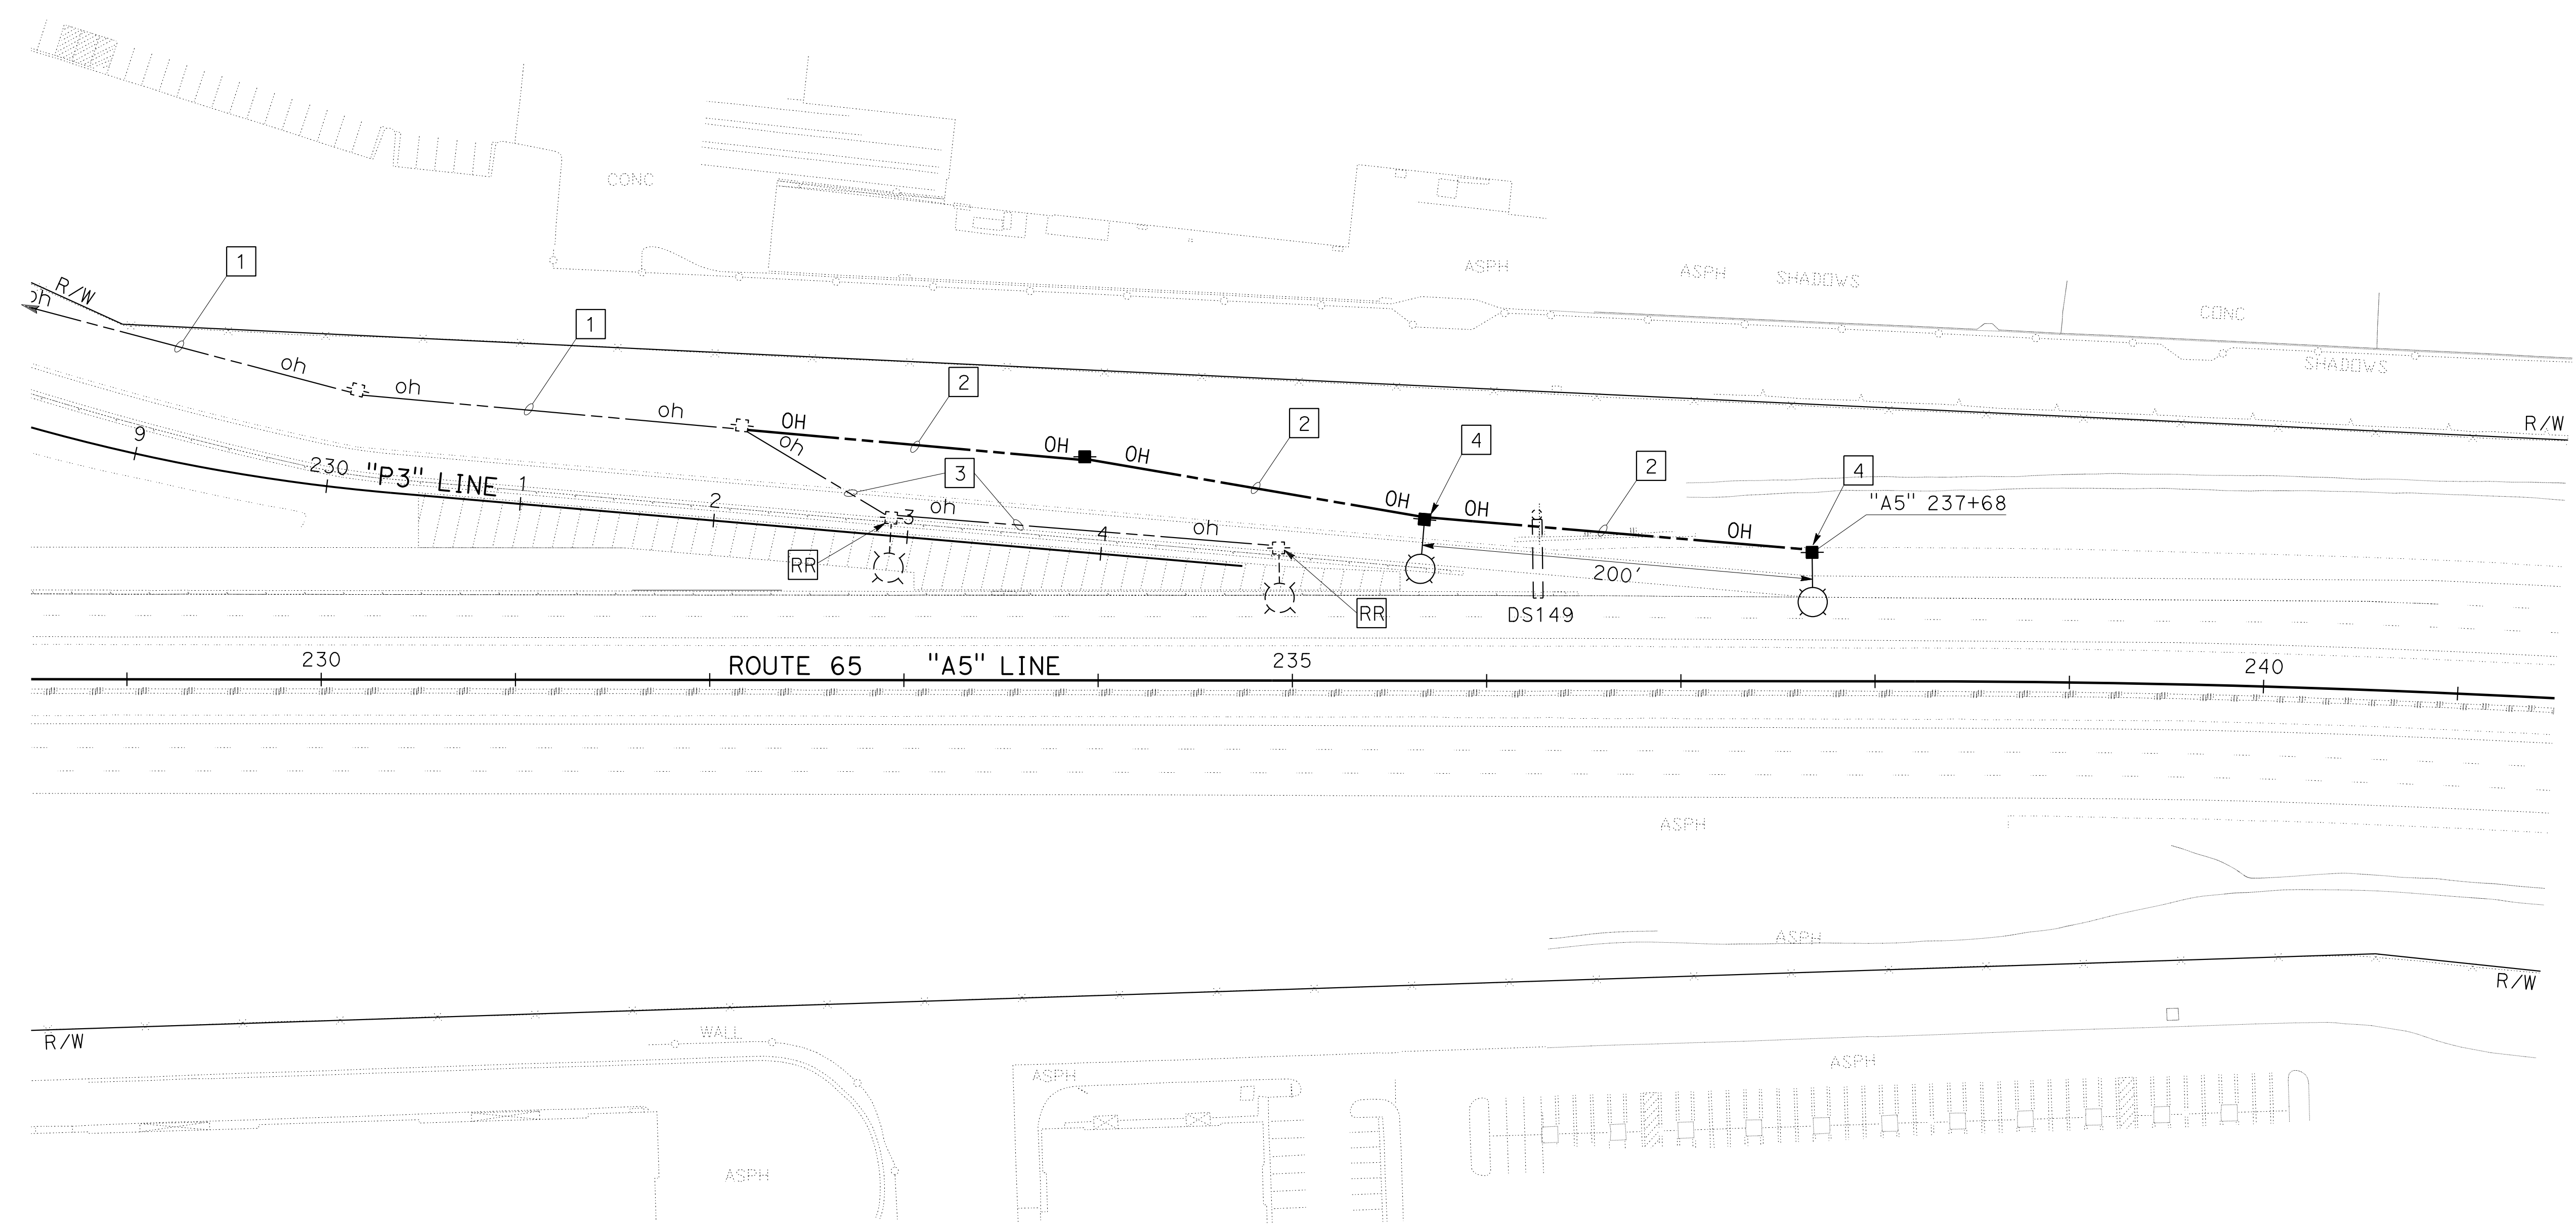 CONC
ASPH
ASPH
SHADOWS
CONC
SHADOWS
1
R/W
oh
1
oh
oh
oh
2
OH
oh
OH
OH
2
4
2
4
R/W
9
230
"P3" LINE
1
2
3
oh
3
oh
4
OH
OH
OH
"A5" 237+68
RR
200'
RR
DS149
230
ROUTE 65
"A5" LINE
235
240
ASPH
ASPH
R/W
R/W
WALL
ASPH
ASPH
ASPH